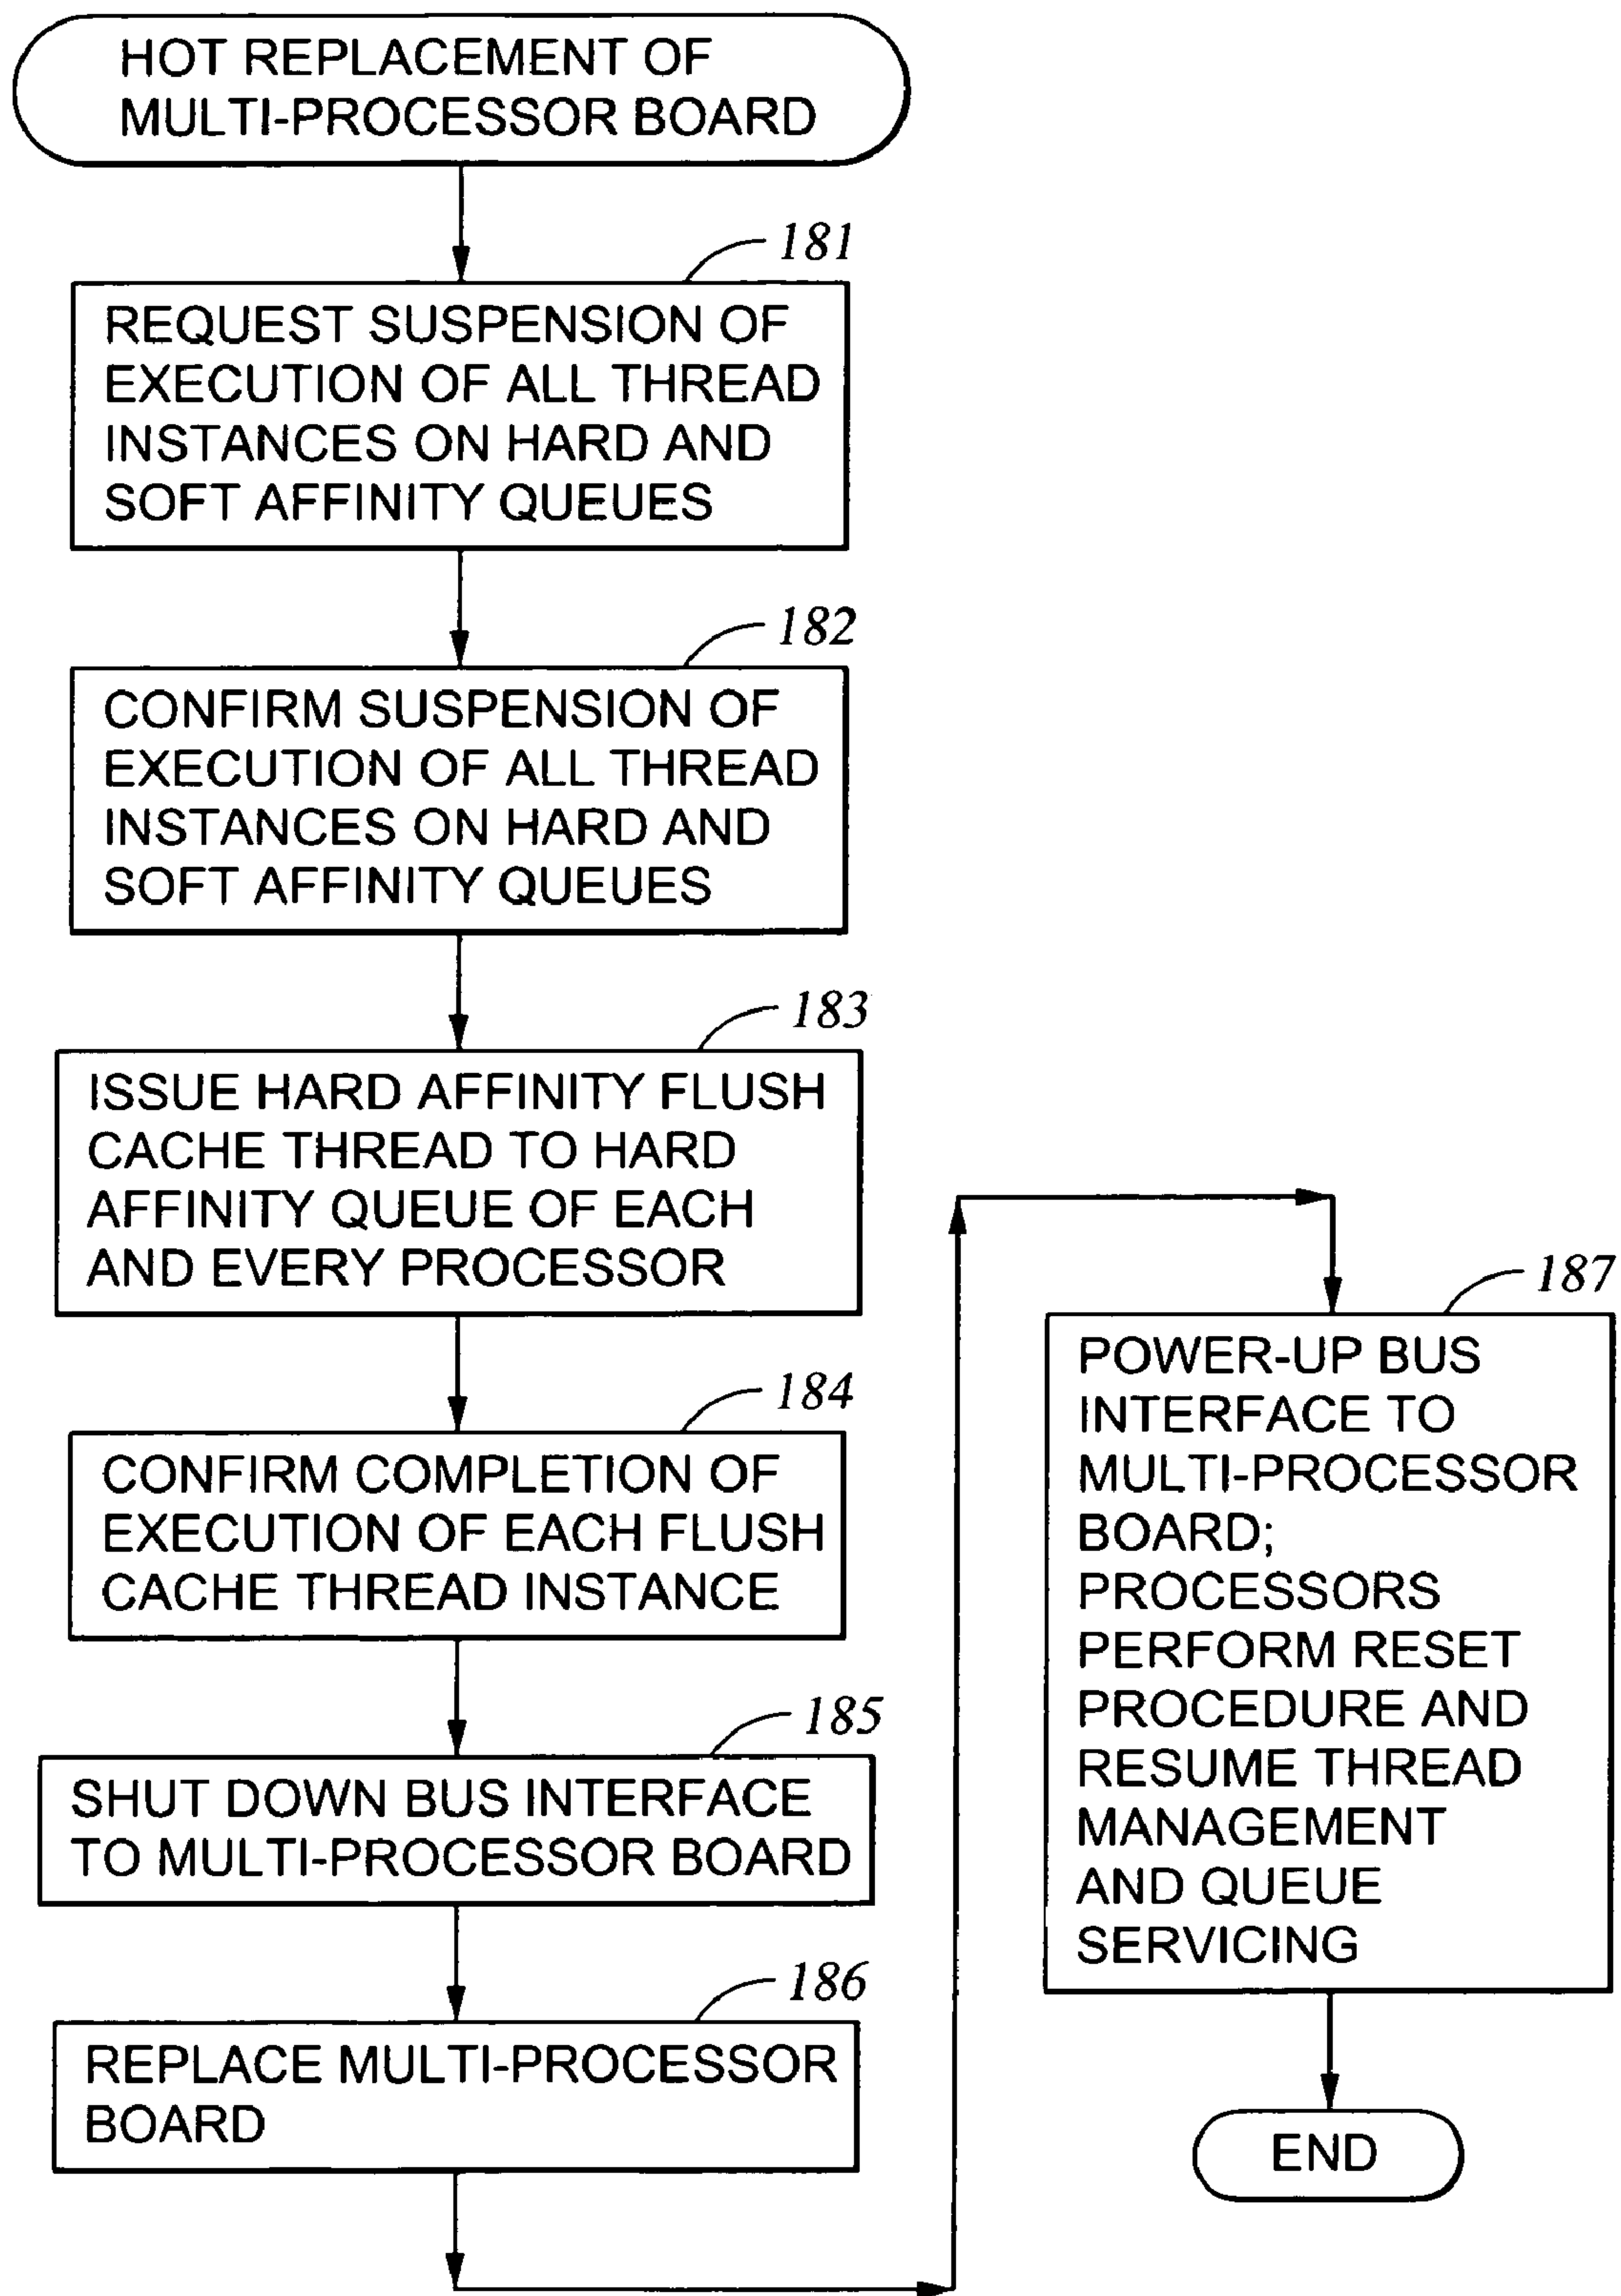 HOT REPLACEMENT OF
MULTI-PROCESSOR BOARD
181
REQUEST SUSPENSION OF
EXECUTION OF ALL THREAD
INSTANCES ON HARD AND
SOFT AFFINITY QUEUES
182
CONFIRM SUSPENSION OF
EXECUTION OF ALL THREAD
INSTANCES ON HARD AND
SOFT AFFINITY QUEUES
183
ISSUE HARD AFFINITY FLUSH
CACHE THREAD TO HARD
AFFINITY QUEUE OF EACH
AND EVERY PROCESSOR
184
CONFIRM COMPLETION OF
EXECUTION OF EACH FLUSH
CACHE THREAD INSTANCE
185
SHUT DOWN BUS INTERFACE
TO MULTI-PROCESSOR BOARD
186
REPLACE MULTI-PROCESSOR
BOARD
187
POWER-UP BUS
INTERFACE TO
MULTI-PROCESSOR
BOARD;
PROCESSORS
PERFORM RESET
PROCEDURE AND
RESUME THREAD
MANAGEMENT
AND QUEUE
SERVICING
END